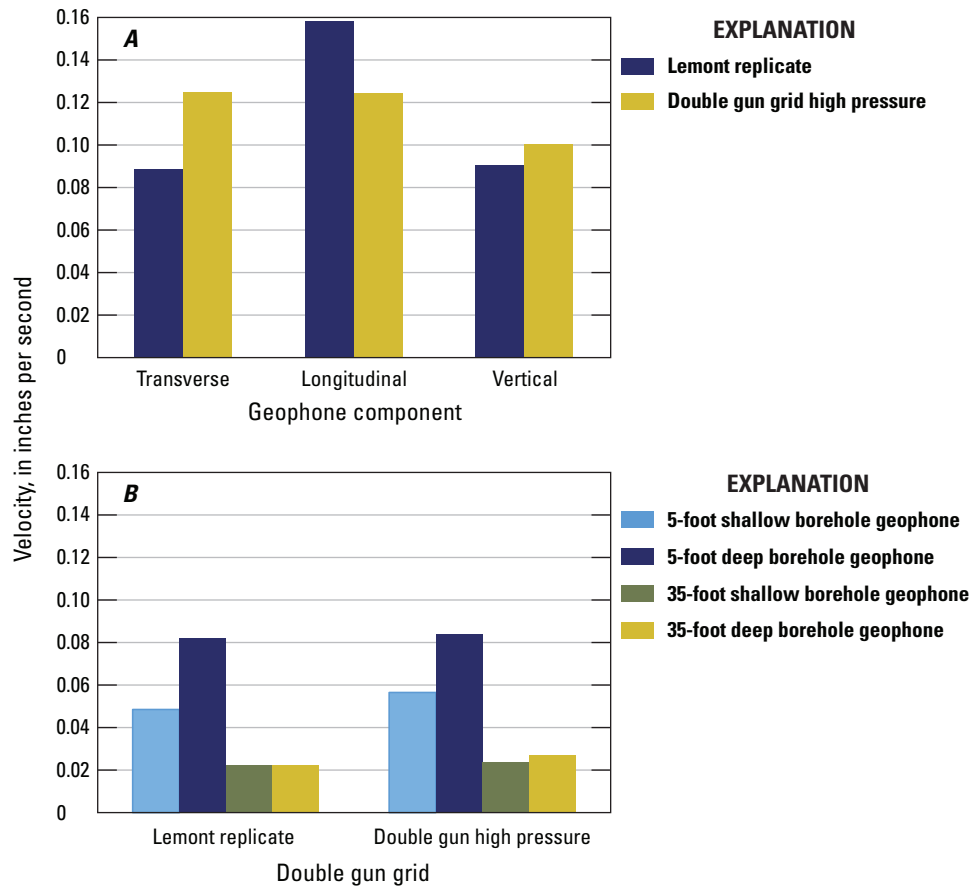 Velocity, in inches per second
A
0.16
0.14
0.12
0.10
0.08
0.06
0.04
0.02
0
Transverse
Longitudinal
Vertical
Geophone component
EXPLANATION
Lemont replicate
Double gun grid high pressure
B
0.16
0.14
0.12
0.10
0.08
0.06
0.04
0.02
0
Lemont replicate
Double gun high pressure
Double gun grid
EXPLANATION
5-foot shallow borehole geophone
5-foot deep borehole geophone
35-foot shallow borehole geophone
35-foot deep borehole geophone